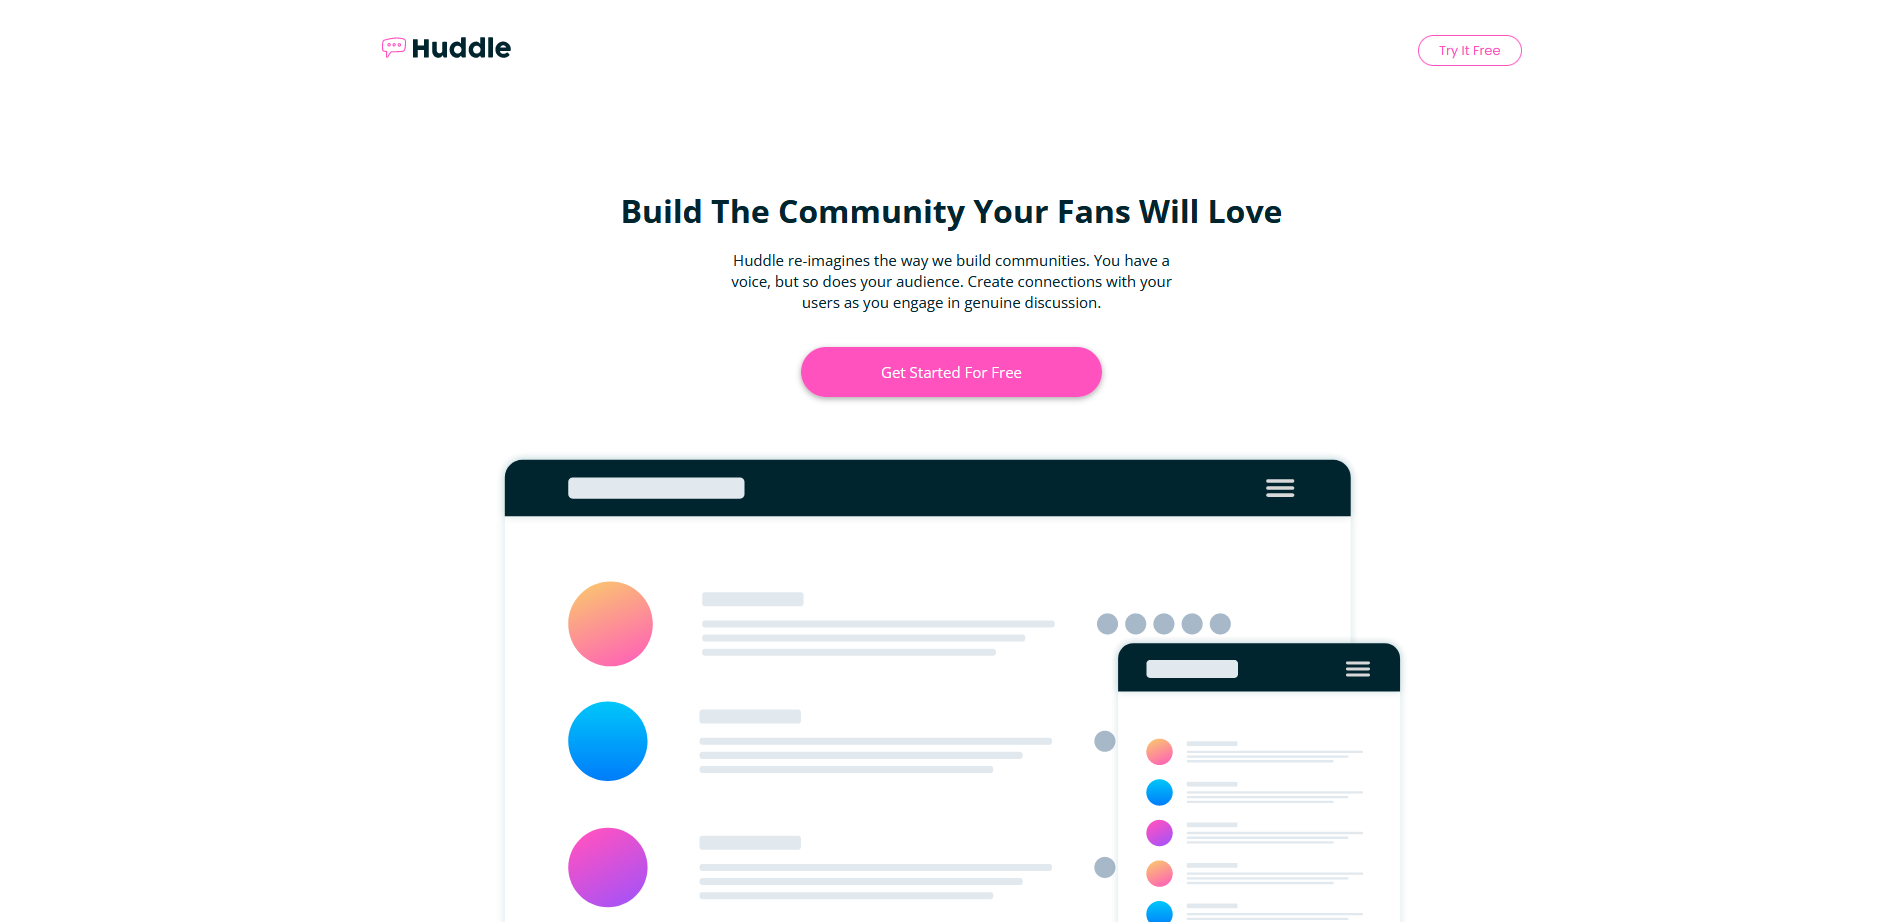 Huddle
Try It Free
Build The Community Your Fans Will Love
Huddle re-imagines the way we build communities. You have a
voice, but so does your audience. Create connections with your
users as you engage in genuine discussion.
Get Started For Free